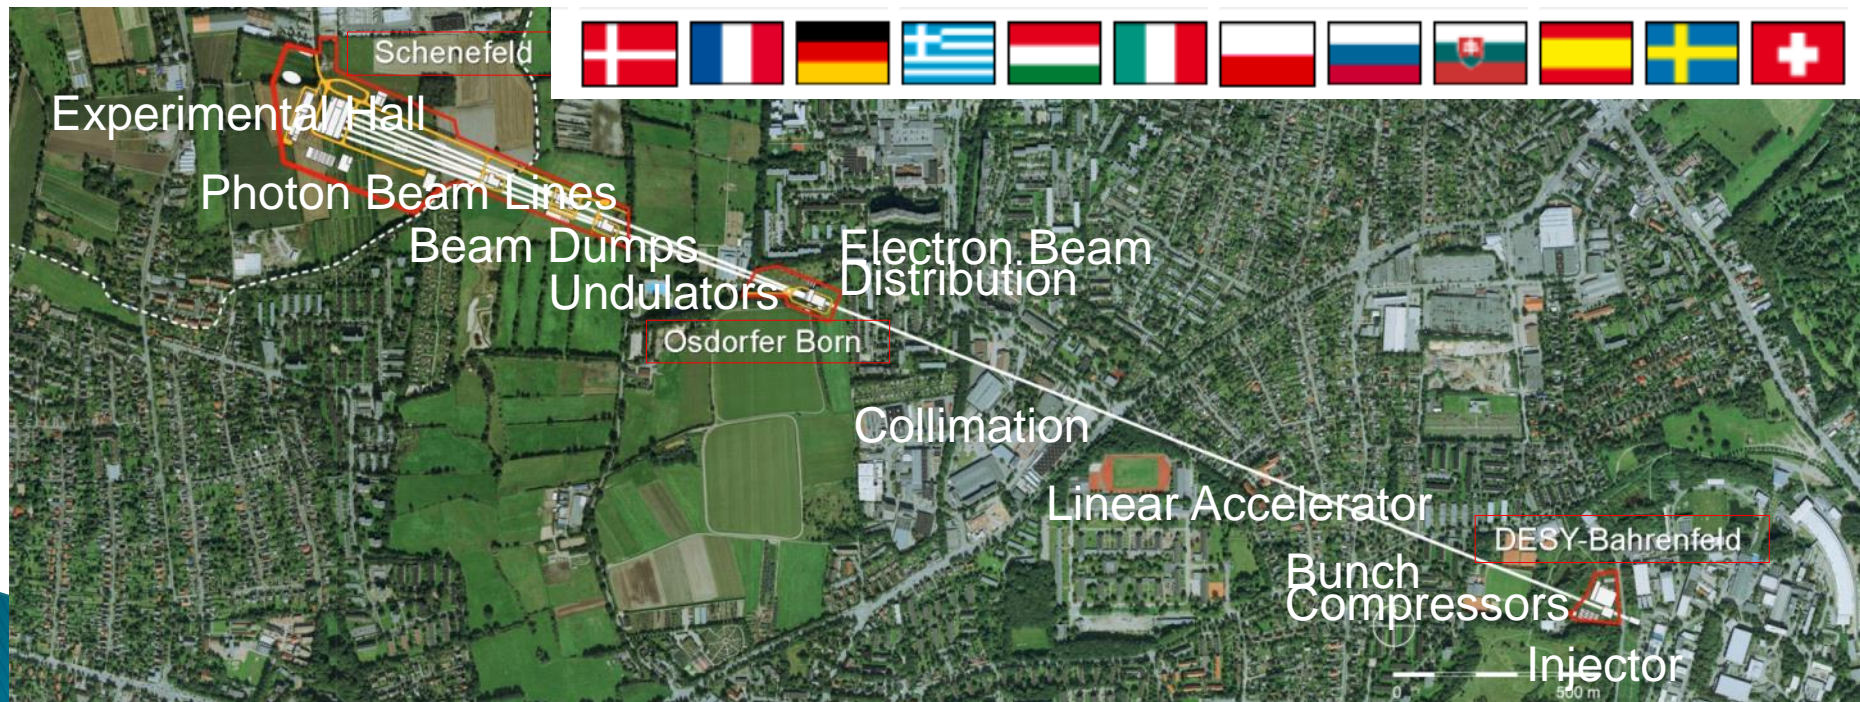 Schenefeld
Experimental Hall
Photon Beam Lines
Beam Dumps
Undulators
Electron Beam
Distribution
Osdorfer Born
Collimation
Linear Accelerator
DESY-Bahrenfeld
Bunch
Compressors
Injector
0 500 m